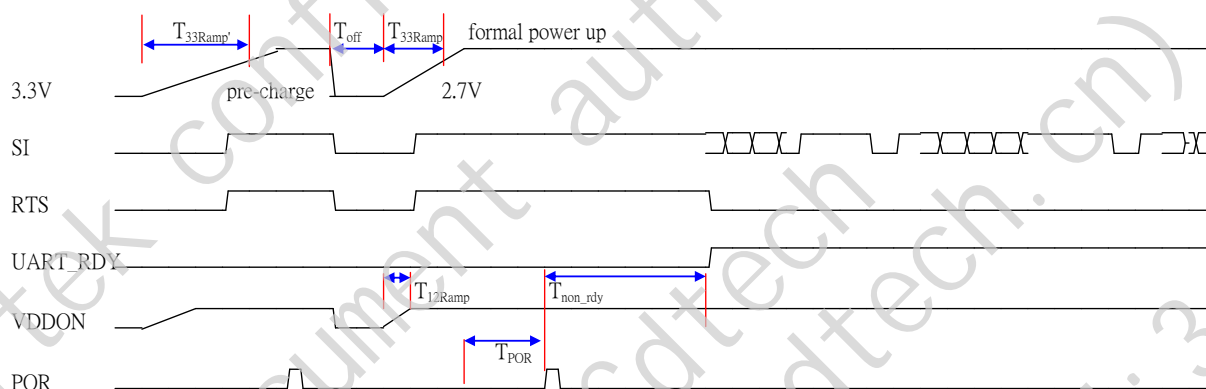 T33Ramp' Toff T33Ramp formal power up
3.3V pre-charge 2.7V
SI
RTS
UART_RDY
T12Ramp Tnon_rdy
VDDON
TPOR
POR